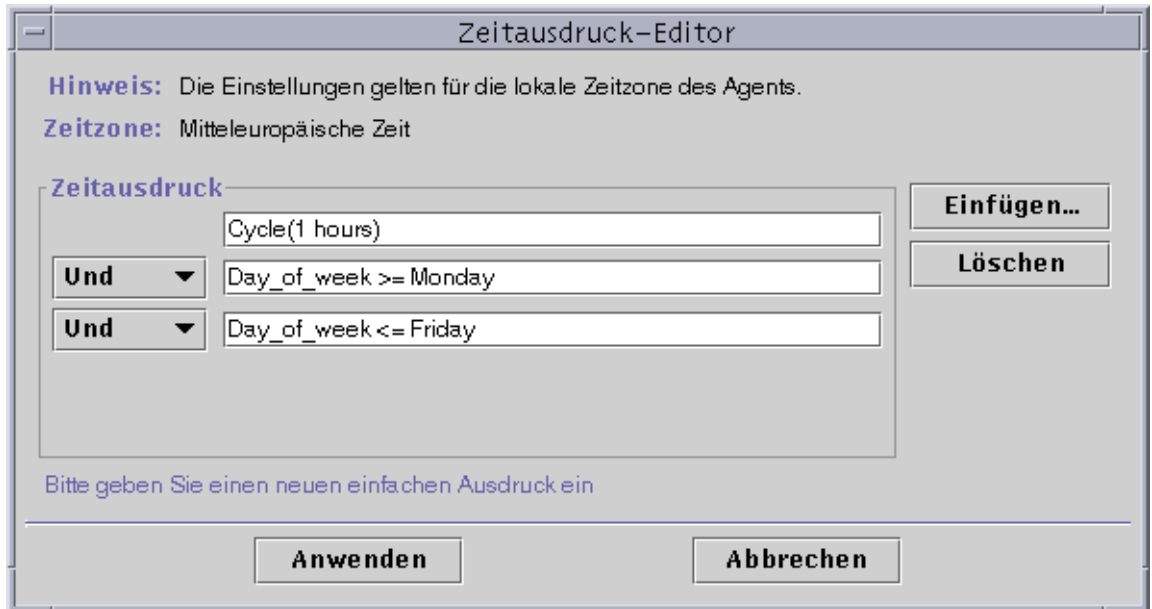 Zeitausdruck-Editor
Hinweis: Die Einstellungen gelten für die lokale Zeitzone des Agents.
Zeitzone: Mitteleuropäische Zeit
Zeitausdruck
Einfügen...
Cycle(1 hours)
Löschen
Und Day_of_week >= Monday
Und Day_of_week <= Friday
Bitte geben Sie einen neuen einfachen Ausdruck ein
Anwenden Abbrechen